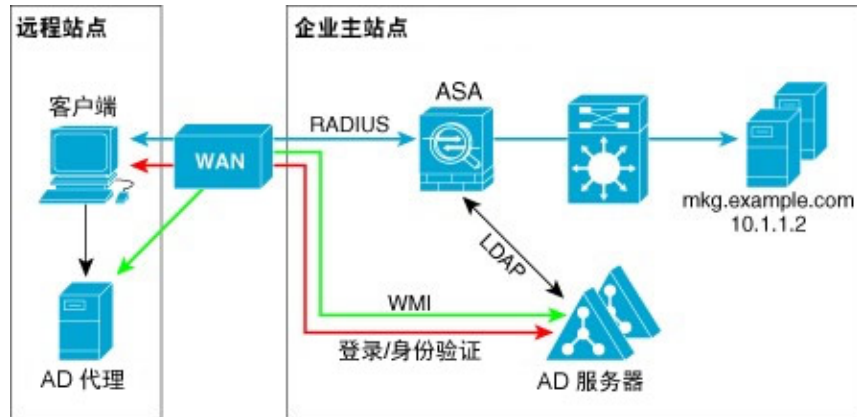 远程站点
企业主站点
客户端
ASA
RADIUS
WAN
mkg.example.com
10.1.1.2
LDAP
WMI
登录/身份验证
AD 代理
AD 服务器